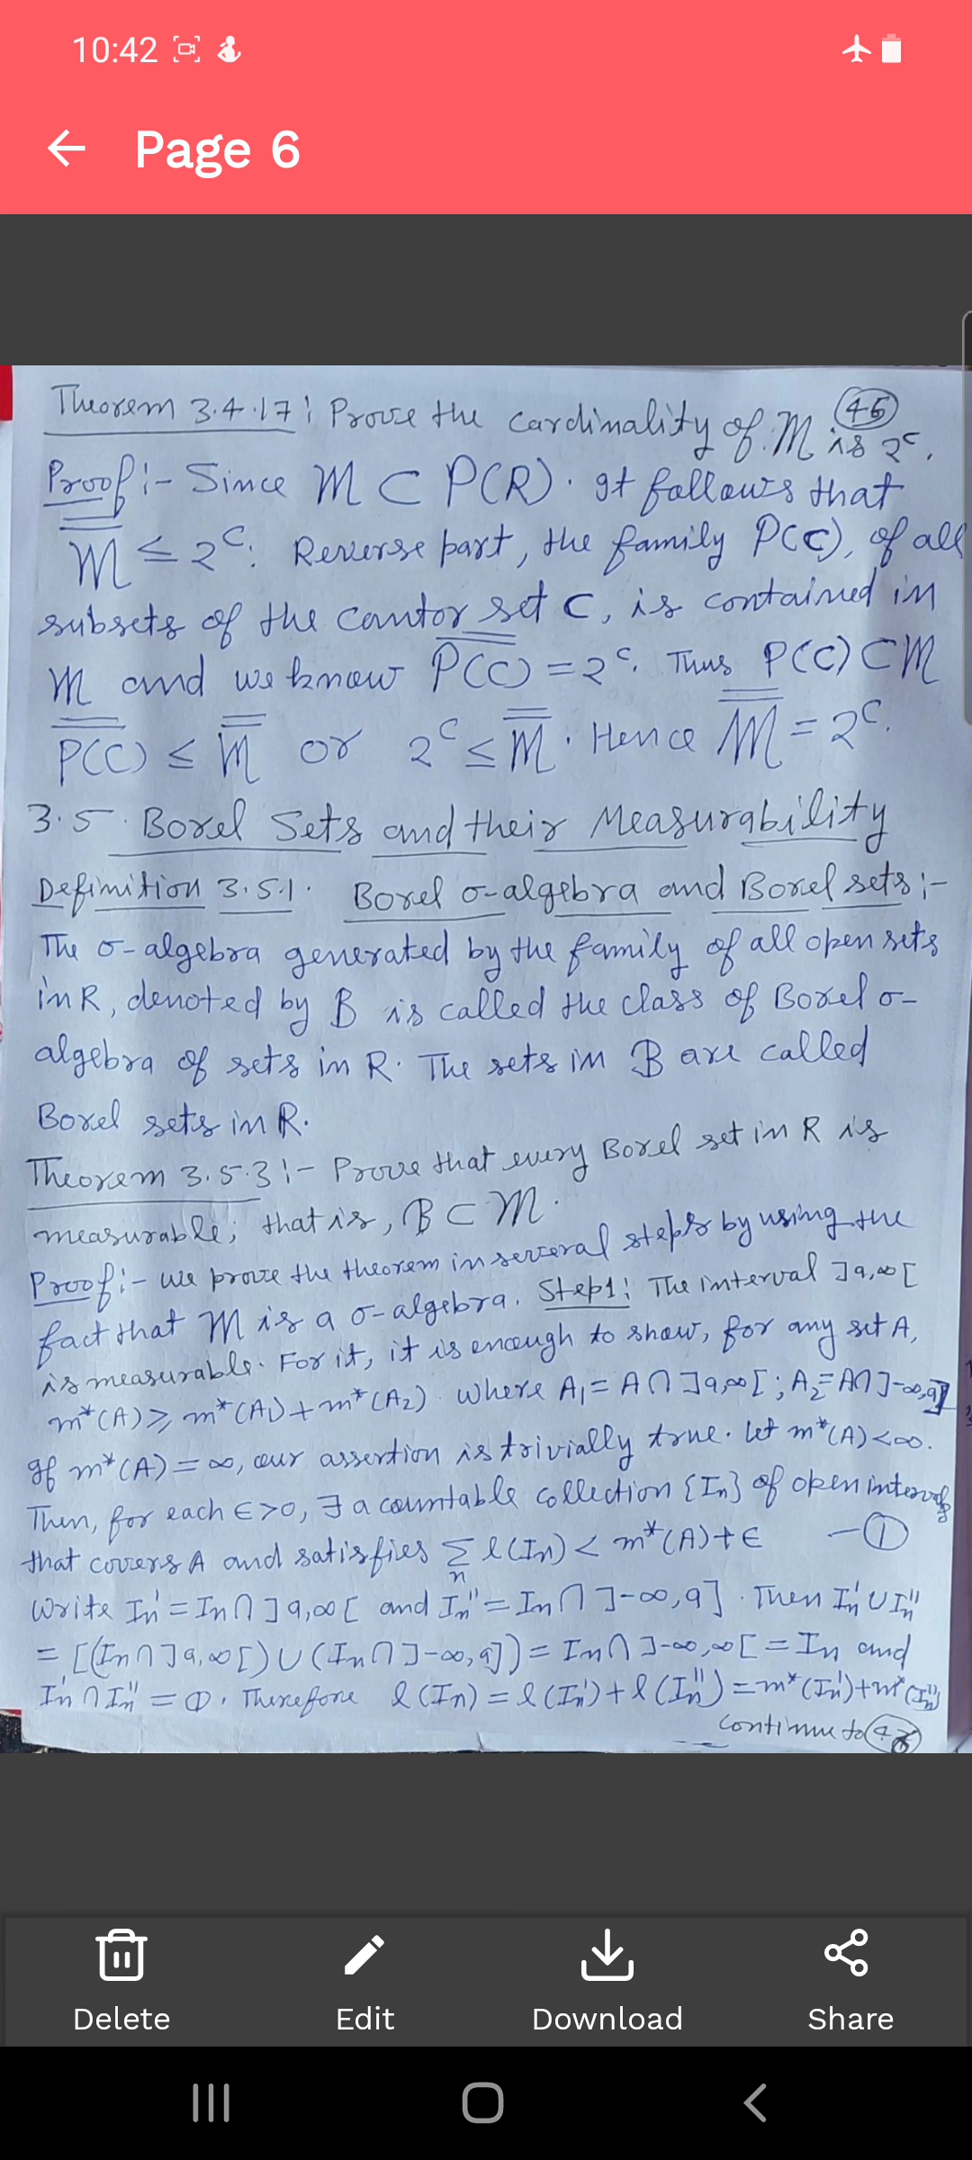 10:42
Page 6
Theorem 3.4.17: Prove the cardinality of M is 2ᶜ. (45)
Proof:- Since M ⊂ P(R). It follows that
M̿ ≤ 2ᶜ. Reverse part, the family P(C), of all
subsets of the cantor set C, is contained in
M and we know P̿(̿C̿)̿ = 2ᶜ. Thus P(C) ⊂ M
P̿(̿C̿)̿ ≤ M̿ or 2ᶜ ≤ M̿. Hence M̿ = 2ᶜ.
3.5. Borel Sets and their Measurability
Definition 3.5.1. Borel σ-algebra and Borel sets:-
The σ-algebra generated by the family of all open sets
in R, denoted by B is called the class of Borel σ-
algebra of sets in R. The sets in B are called
Borel sets in R.
Theorem 3.5.3:- Prove that every Borel set in R is
measurable; that is, B ⊂ M.
Proof:- We prove the theorem in several steps by using the
fact that M is a σ-algebra. Step1: The interval ]a,∞[
is measurable. For it, it is enough to show, for any set A,
m*(A) ≥ m*(A₁) + m*(A₂). Where A₁ = A∩]a,∞[ ; A₂ = A∩]-∞,a]
If m*(A) = ∞, our assertion is trivially true. Let m*(A) < ∞.
Then, for each ∈>0, ∃ a countable collection {In} of open intervals
that covers A and satisfies Σₙ l(In) < m*(A) + ∈ —①
Write In' = In ∩ ]a,∞[ and In'' = In ∩ ]-∞,a]. Then In' ∪ In''
= [(In ∩ ]a,∞[) ∪ (In ∩ ]-∞,a])= In ∩ ]-∞,∞[ = In and
In' ∩ In'' = Φ. Therefore l(In) = l(In') + l(In'') = m*(In') + m*(In'')
continue to
Delete Edit Download Share